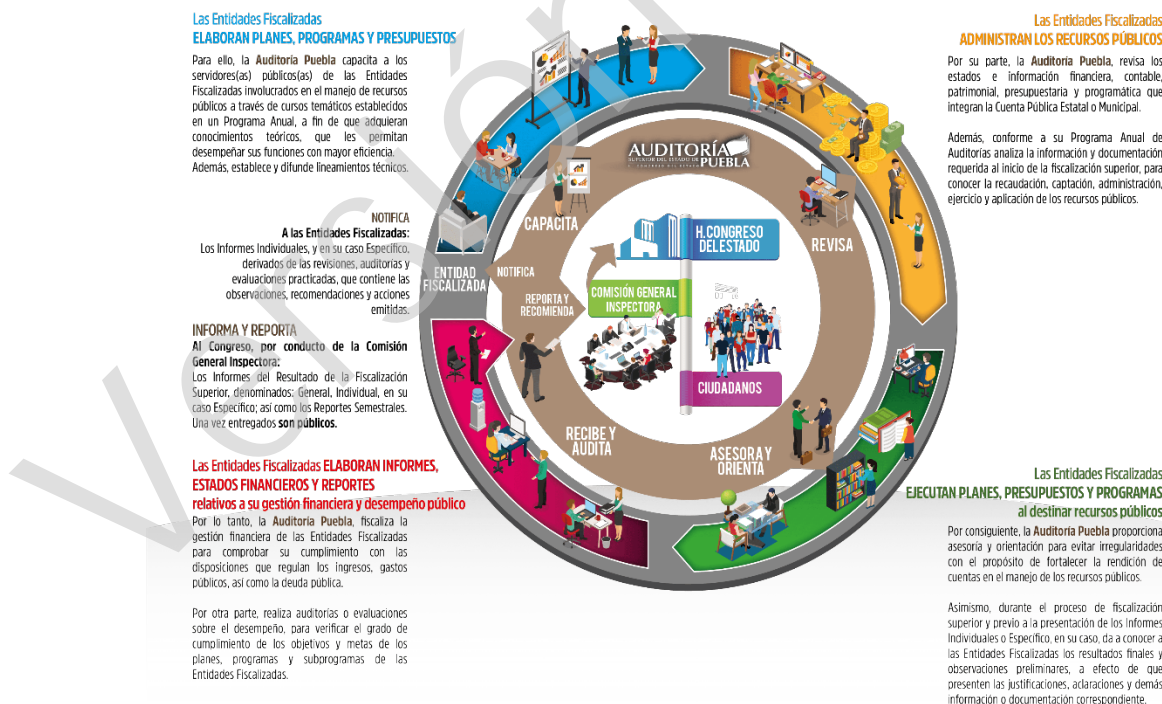 Las Entidades Fiscalizadas
ELABORAN PLANES, PROGRAMAS Y PRESUPUESTOS
Para ello, la Auditoría Puebla capacita a los
servidores(as) públicos(as) de las Entidades
Fiscalizadas involucrados en el manejo de recursos
públicos a través de cursos temáticos establecidos
en un Programa Anual, a fin de que adquieran
conocimientos teóricos, que les permitan
desempeñar sus funciones con mayor eficiencia.
Además, establece y difunde lineamientos técnicos.
NOTIFICA
A las Entidades Fiscalizadas:
Los Informes Individuales, y en su caso Específico,
derivados de las revisiones, auditorías y
evaluaciones practicadas, que contiene las
observaciones, recomendaciones y acciones
emitidas.
INFORMA Y REPORTA
Al Congreso, por conducto de la Comisión
General Inspectora:
Los Informes del Resultado de la Fiscalización
Superior, denominados: General, Individual, en su
caso Específico; así como los Reportes Semestrales.
Una vez entregados son públicos.
Las Entidades Fiscalizadas ELABORAN INFORMES,
ESTADOS FINANCIEROS Y REPORTES
relativos a su gestión financiera y desempeño público
Por lo tanto, la Auditoría Puebla, fiscaliza la
gestión financiera de las Entidades Fiscalizadas
para comprobar su cumplimiento con las
disposiciones que regulan los ingresos, gastos
públicos, así como la deuda pública.
Por otra parte, realiza auditorías o evaluaciones
sobre el desempeño, para verificar el grado de
cumplimiento de los objetivos y metas de los
planes, programas y subprogramas de las
Entidades Fiscalizadas.
AUDITORÍA
SUPERIOR DEL ESTADO DE PUEBLA
CAPACITA
REVISA
ENTIDAD
FISCALIZADA
NOTIFICA
REPORTA Y
RECOMIENDA
H. CONGRESO
DEL ESTADO
COMISIÓN GENERAL
INSPECTORA
CIUDADANOS
RECIBE Y
AUDITA
ASESORA Y
ORIENTA
Las Entidades Fiscalizadas
ADMINISTRAN LOS RECURSOS PÚBLICOS
Por su parte, la Auditoría Puebla, revisa los
estados e información financiera, contable,
patrimonial, presupuestaria y programática que
integran la Cuenta Pública Estatal o Municipal.
Además, conforme a su Programa Anual de
Auditorías analiza la información y documentación
requerida al inicio de la fiscalización superior, para
conocer la recaudación, captación, administración,
ejercicio y aplicación de los recursos públicos.
Las Entidades Fiscalizadas
EJECUTAN PLANES, PRESUPUESTOS Y PROGRAMAS
al destinar recursos públicos
Por consiguiente, la Auditoría Puebla proporciona
asesoría y orientación para evitar irregularidades
con el propósito de fortalecer la rendición de
cuentas en el manejo de los recursos públicos.
Asimismo, durante el proceso de fiscalización
superior y previo a la presentación de los Informes
Individuales o Específico, en su caso, da a conocer a
las Entidades Fiscalizadas los resultados finales y
observaciones preliminares, a efecto de que
presenten las justificaciones, aclaraciones y demás
información o documentación correspondiente.
Versión